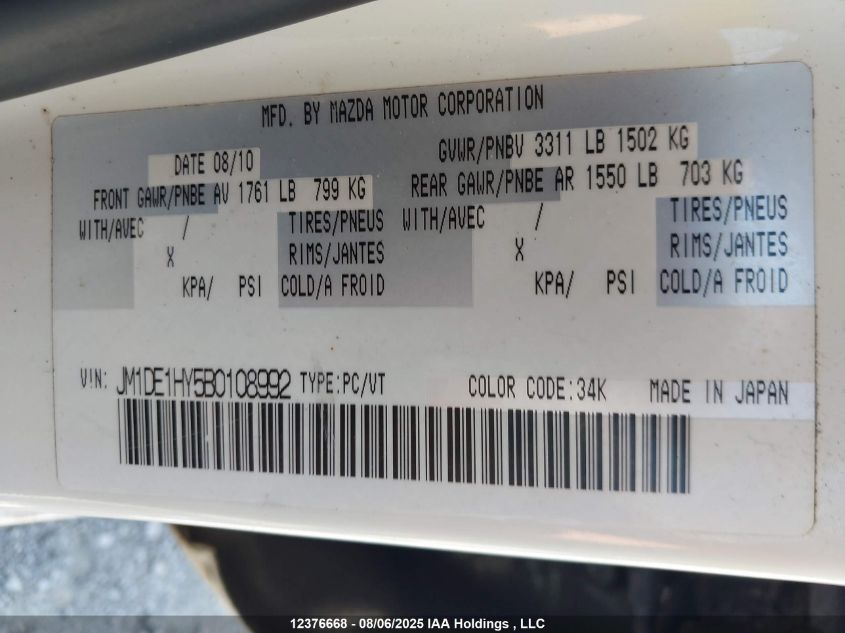 MFD. BY MAZDA MOTOR CORPORATION
DATE 08/10 GVWR/PNBV 3311 LB 1502 KG
FRONT GAWR/PNBE AV 1761 LB 799 KG REAR GAWR/PNBE AR 1550 LB 703 KG
WITH/AVEC / TIRES/PNEUS WITH/AVEC / TIRES/PNEUS
X RIMS/JANTES X RIMS/JANTES
KPA/ PSI COLD/A FROID KPA/ PSI COLD/A FROID
VIN: JM1DE1HY5B0108992 TYPE:PC/VT COLOR CODE:34K MADE IN JAPAN
12376668 - 08/06/2025 IAA Holdings , LLC